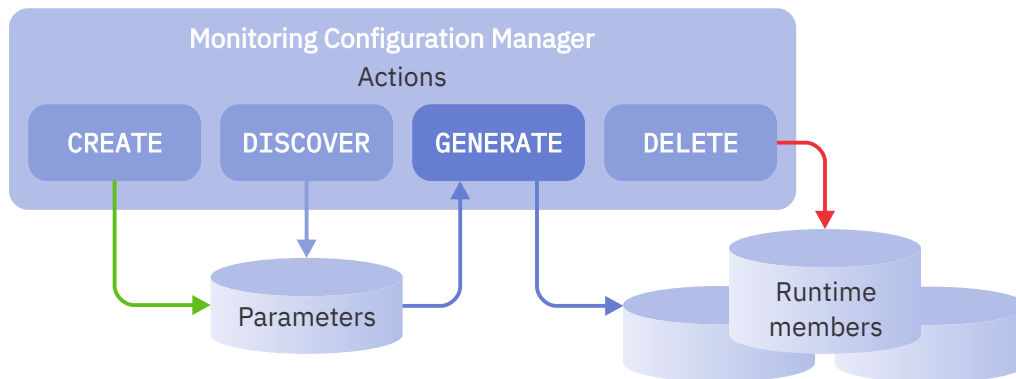 Monitoring Configuration Manager
Actions
CREATE
DISCOVER
GENERATE
DELETE
Parameters
Runtime
members